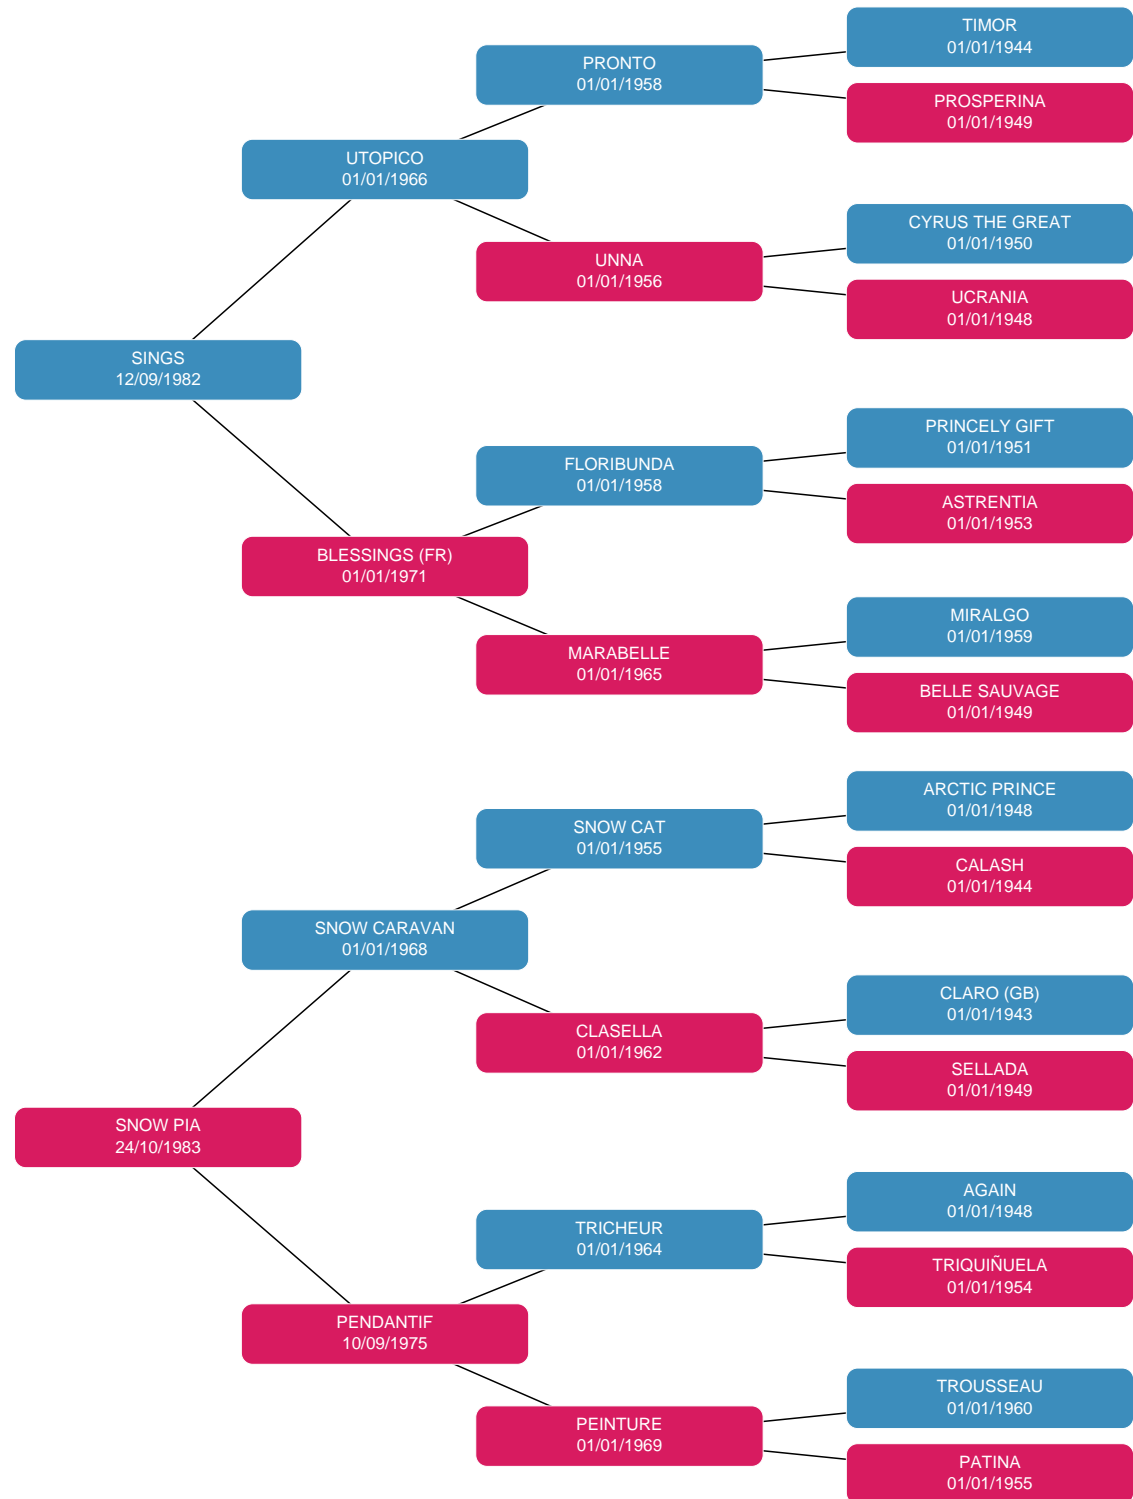 TIMOR
01/01/1944
PRONTO
01/01/1958
PROSPERINA
01/01/1949
UTOPICO
01/01/1966
CYRUS THE GREAT
01/01/1950
UNNA
01/01/1956
UCRANIA
01/01/1948
SINGS
12/09/1982
PRINCELY GIFT
01/01/1951
FLORIBUNDA
01/01/1958
ASTRENTIA
01/01/1953
BLESSINGS (FR)
01/01/1971
MIRALGO
01/01/1959
MARABELLE
01/01/1965
BELLE SAUVAGE
01/01/1949
ARCTIC PRINCE
01/01/1948
SNOW CAT
01/01/1955
CALASH
01/01/1944
SNOW CARAVAN
01/01/1968
CLARO (GB)
01/01/1943
CLASELLA
01/01/1962
SELLADA
01/01/1949
SNOW PIA
24/10/1983
AGAIN
01/01/1948
TRICHEUR
01/01/1964
TRIQUIÑUELA
01/01/1954
PENDANTIF
10/09/1975
TROUSSEAU
01/01/1960
PEINTURE
01/01/1969
PATINA
01/01/1955